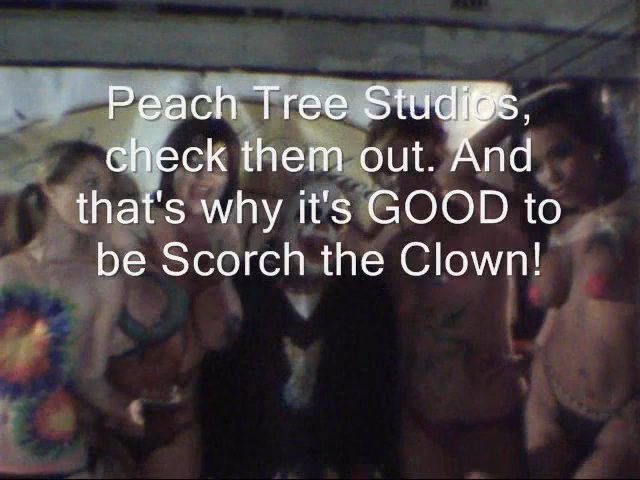 Peach Tree Studios,
check them out. And
that's why it's GOOD to
be Scorch the Clown!